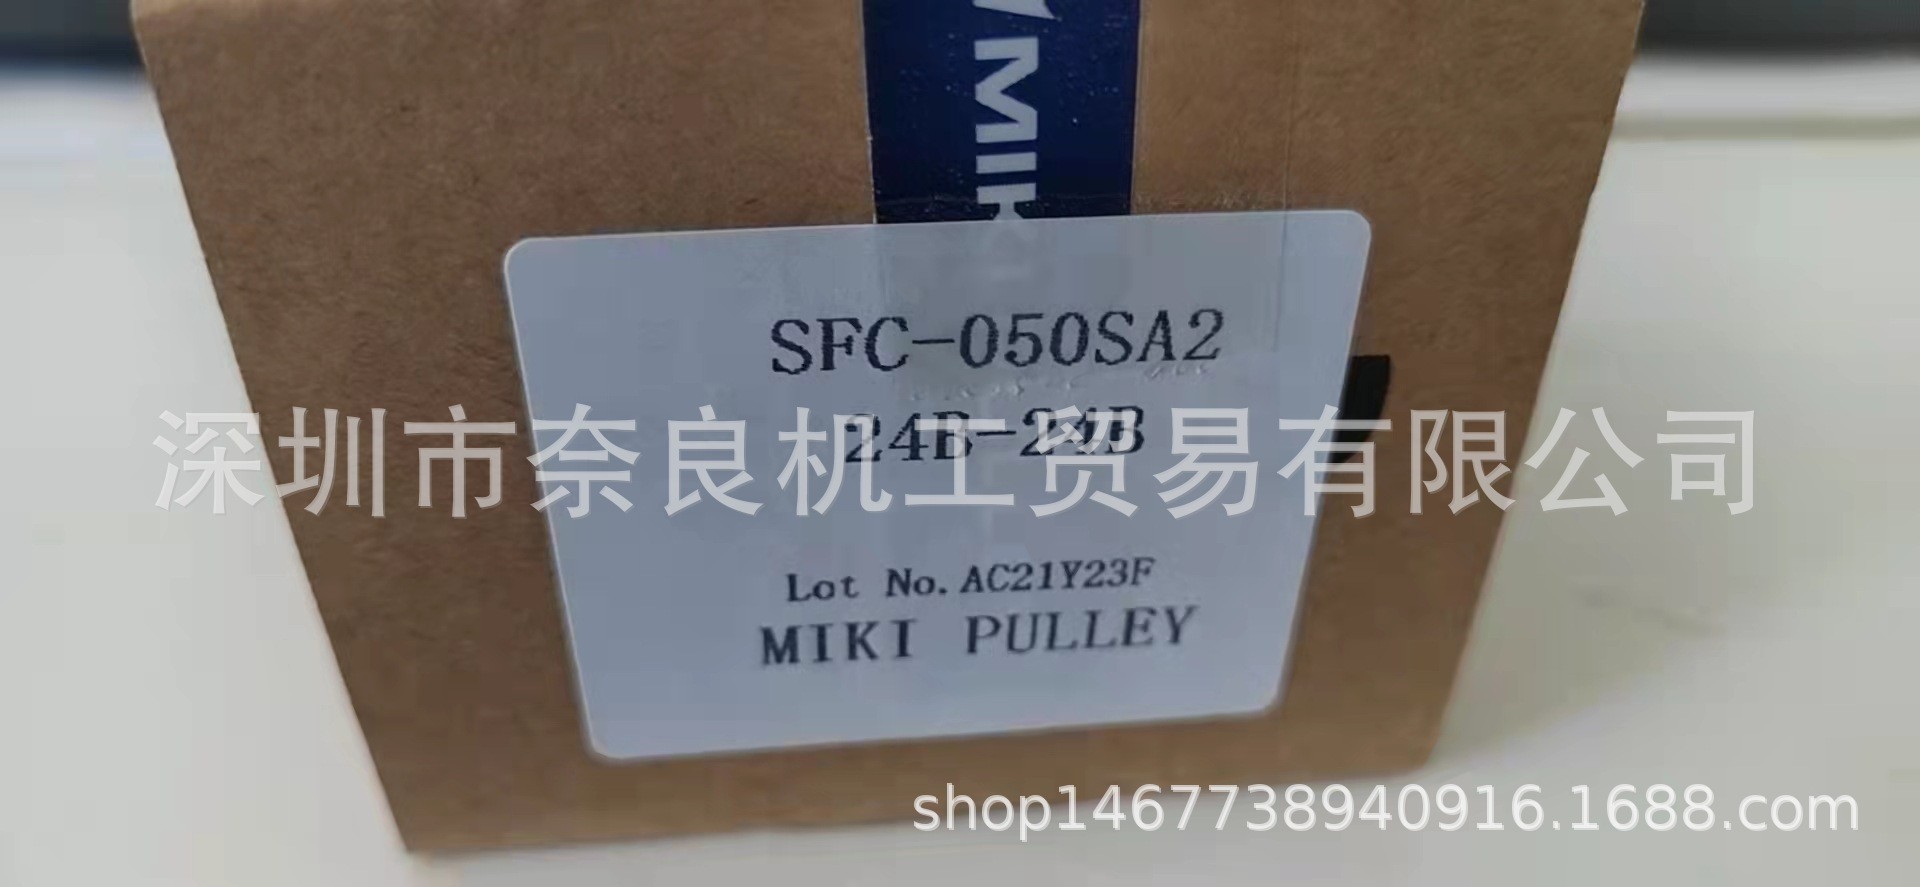 MIKI
SFC-050SA2
24B-24B
深圳市奈良机工贸易有限公司
Lot No. AC21Y23F
MIKI PULLEY
shop1467738940916.1688.com